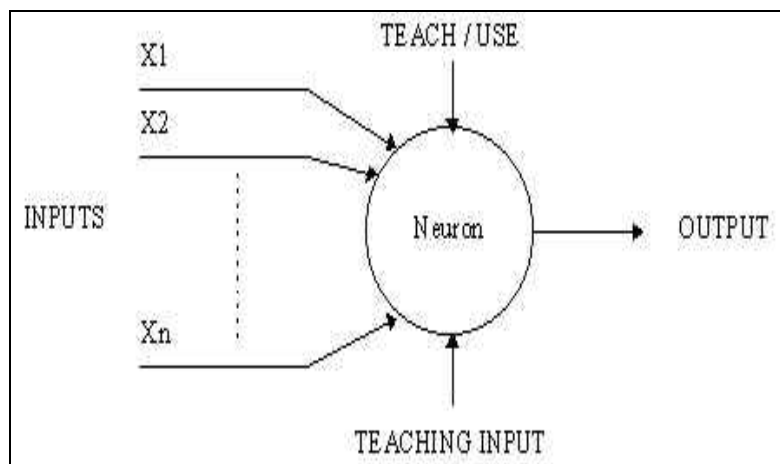 TEACH / USE
X1
X2
INPUTS
Neuron
OUTPUT
Xn
TEACHING INPUT